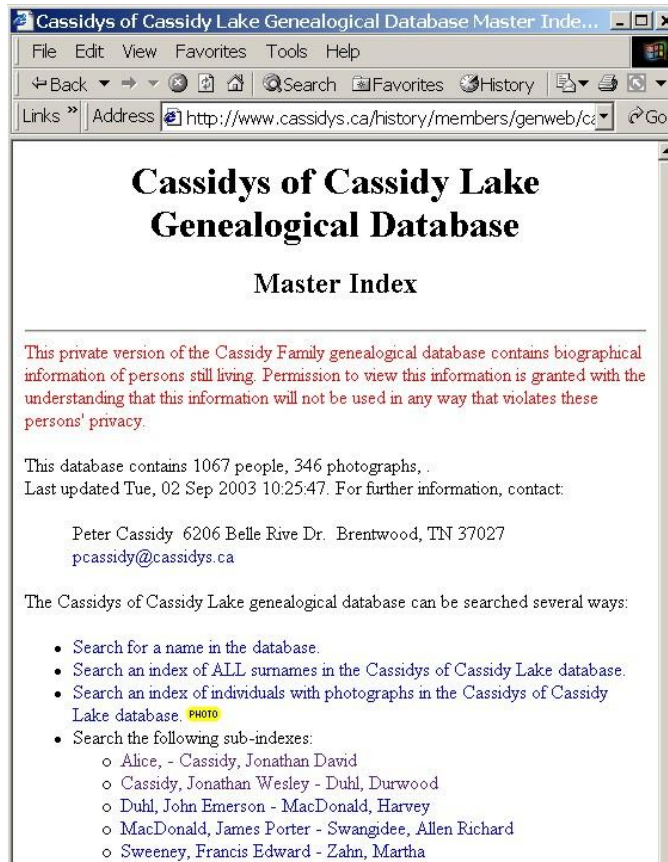 Cassidys of Cassidy Lake Genealogical Database Master Inde...
File Edit View Favorites Tools Help
Back Search Favorites History
Links » Address http://www.cassidys.ca/history/members/genweb/ca Go
Cassidys of Cassidy Lake
Genealogical Database
Master Index
This private version of the Cassidy Family genealogical database contains biographical
information of persons still living. Permission to view this information is granted with the
understanding that this information will not be used in any way that violates these
persons' privacy.
This database contains 1067 people, 346 photographs, .
Last updated Tue, 02 Sep 2003 10:25:47. For further information, contact:
Peter Cassidy 6206 Belle Rive Dr. Brentwood, TN 37027
pcassidy@cassidys.ca
The Cassidys of Cassidy Lake genealogical database can be searched several ways:
Search for a name in the database.
Search an index of ALL surnames in the Cassidys of Cassidy Lake database.
Search an index of individuals with photographs in the Cassidys of Cassidy
Lake database. PHOTO
Search the following sub-indexes:
Alice, - Cassidy, Jonathan David
Cassidy, Jonathan Wesley - Duhl, Durwood
Duhl, John Emerson - MacDonald, Harvey
MacDonald, James Porter - Swangidee, Allen Richard
Sweeney, Francis Edward - Zahn, Martha